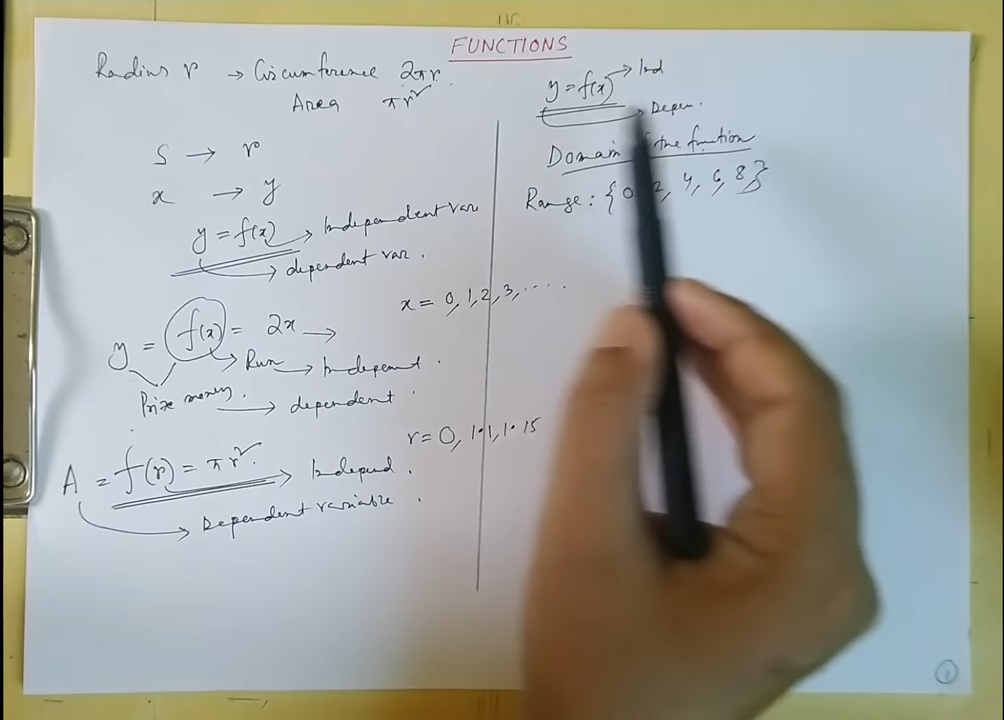 FUNCTIONS
Radius r → Circumference 2πr.
Area πr²
S → r
x → y
y = f(x) → Independent var
→ dependent var.
x = 0, 1, 2, 3, .....
y = f(x) = 2x →
→ Run → Independent.
Prize money. → dependent.
r = 0, 1.1, 1.15
A = f(r) = πr². → Independ.
→ Dependent variable.
y = f(x) → Ind
→ Depen.
Domain the function
Range: {0, 2, 4, 6, 8}
1